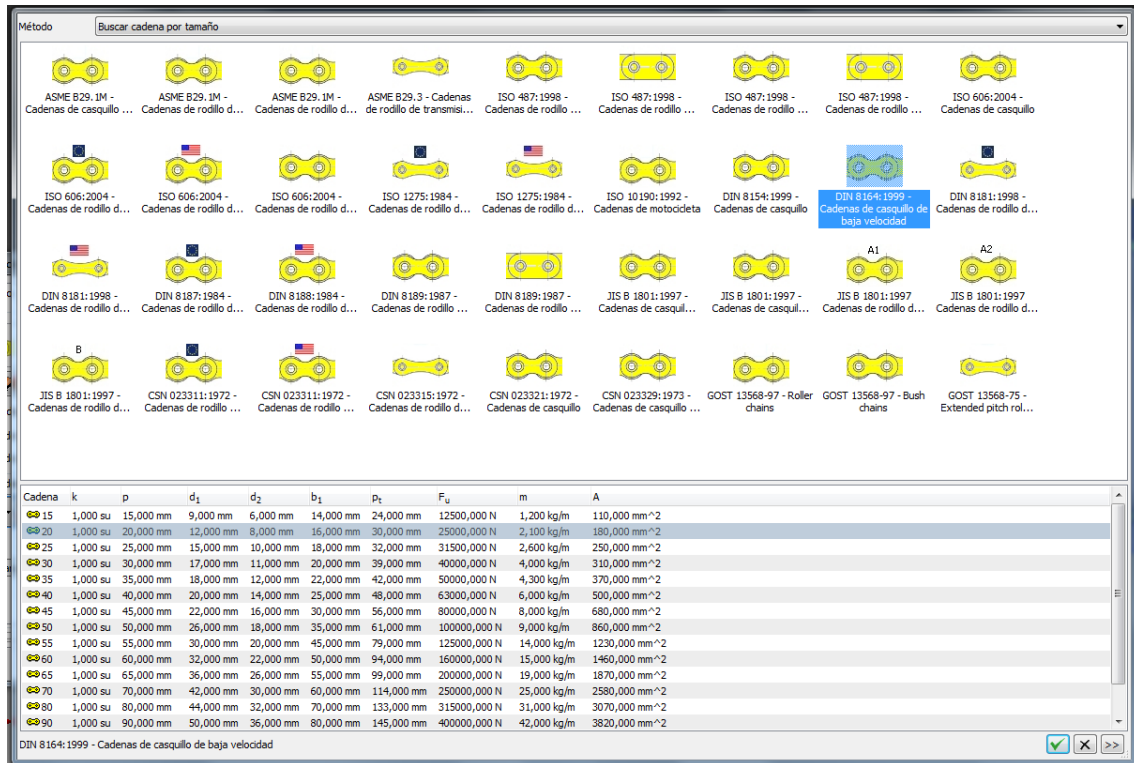 Método Buscar cadena por tamaño
ASME B29.1M - Cadenas de casquillo ...
ASME B29.1M - Cadenas de rodillo d...
ASME B29.1M - Cadenas de rodillo d...
ASME B29.3 - Cadenas de rodillo de transmisi...
ISO 487:1998 - Cadenas de rodillo ...
ISO 487:1998 - Cadenas de rodillo ...
ISO 487:1998 - Cadenas de rodillo ...
ISO 487:1998 - Cadenas de rodillo ...
ISO 606:2004 - Cadenas de casquillo
ISO 606:2004 - Cadenas de rodillo d...
ISO 606:2004 - Cadenas de rodillo d...
ISO 606:2004 - Cadenas de rodillo d...
ISO 1275:1984 - Cadenas de rodillo d...
ISO 1275:1984 - Cadenas de rodillo d...
ISO 10190:1992 - Cadenas de motocicleta
DIN 8154:1999 - Cadenas de casquillo
DIN 8164:1999 - Cadenas de casquillo de baja velocidad
DIN 8181:1998 - Cadenas de rodillo d...
A1
A2
DIN 8181:1998 - Cadenas de rodillo d...
DIN 8187:1984 - Cadenas de rodillo d...
DIN 8188:1984 - Cadenas de rodillo d...
DIN 8189:1987 - Cadenas de rodillo ...
DIN 8189:1987 - Cadenas de rodillo ...
JIS B 1801:1997 - Cadenas de casquil...
JIS B 1801:1997 - Cadenas de casquil...
JIS B 1801:1997 Cadenas de rodillo d...
JIS B 1801:1997 Cadenas de rodillo d...
B
JIS B 1801:1997 - Cadenas de rodillo d...
CSN 023311:1972 - Cadenas de rodillo ...
CSN 023311:1972 - Cadenas de rodillo ...
CSN 023315:1972 - Cadenas de rodillo d...
CSN 023321:1972 - Cadenas de casquillo
CSN 023329:1973 - Cadenas de casquillo ...
GOST 13568-97 - Roller chains
GOST 13568-97 - Bush chains
GOST 13568-75 - Extended pitch rol...
Cadena k p d1 d2 b1 pt Fu m A
15 1,000 su 15,000 mm 9,000 mm 6,000 mm 14,000 mm 24,000 mm 12500,000 N 1,200 kg/m 110,000 mm^2
20 1,000 su 20,000 mm 12,000 mm 8,000 mm 16,000 mm 30,000 mm 25000,000 N 2,100 kg/m 180,000 mm^2
25 1,000 su 25,000 mm 15,000 mm 10,000 mm 18,000 mm 32,000 mm 31500,000 N 2,600 kg/m 250,000 mm^2
30 1,000 su 30,000 mm 17,000 mm 11,000 mm 20,000 mm 39,000 mm 40000,000 N 4,000 kg/m 310,000 mm^2
35 1,000 su 35,000 mm 18,000 mm 12,000 mm 22,000 mm 42,000 mm 50000,000 N 4,300 kg/m 370,000 mm^2
40 1,000 su 40,000 mm 20,000 mm 14,000 mm 25,000 mm 48,000 mm 63000,000 N 6,000 kg/m 500,000 mm^2
45 1,000 su 45,000 mm 22,000 mm 16,000 mm 30,000 mm 56,000 mm 80000,000 N 8,000 kg/m 680,000 mm^2
50 1,000 su 50,000 mm 26,000 mm 18,000 mm 35,000 mm 61,000 mm 100000,000 N 9,000 kg/m 860,000 mm^2
55 1,000 su 55,000 mm 30,000 mm 20,000 mm 45,000 mm 79,000 mm 125000,000 N 14,000 kg/m 1230,000 mm^2
60 1,000 su 60,000 mm 32,000 mm 22,000 mm 50,000 mm 94,000 mm 160000,000 N 15,000 kg/m 1460,000 mm^2
65 1,000 su 65,000 mm 36,000 mm 26,000 mm 55,000 mm 99,000 mm 200000,000 N 19,000 kg/m 1870,000 mm^2
70 1,000 su 70,000 mm 42,000 mm 30,000 mm 60,000 mm 114,000 mm 250000,000 N 25,000 kg/m 2580,000 mm^2
80 1,000 su 80,000 mm 44,000 mm 32,000 mm 70,000 mm 133,000 mm 315000,000 N 31,000 kg/m 3070,000 mm^2
90 1,000 su 90,000 mm 50,000 mm 36,000 mm 80,000 mm 145,000 mm 400000,000 N 42,000 kg/m 3820,000 mm^2
DIN 8164:1999 - Cadenas de casquillo de baja velocidad
>>